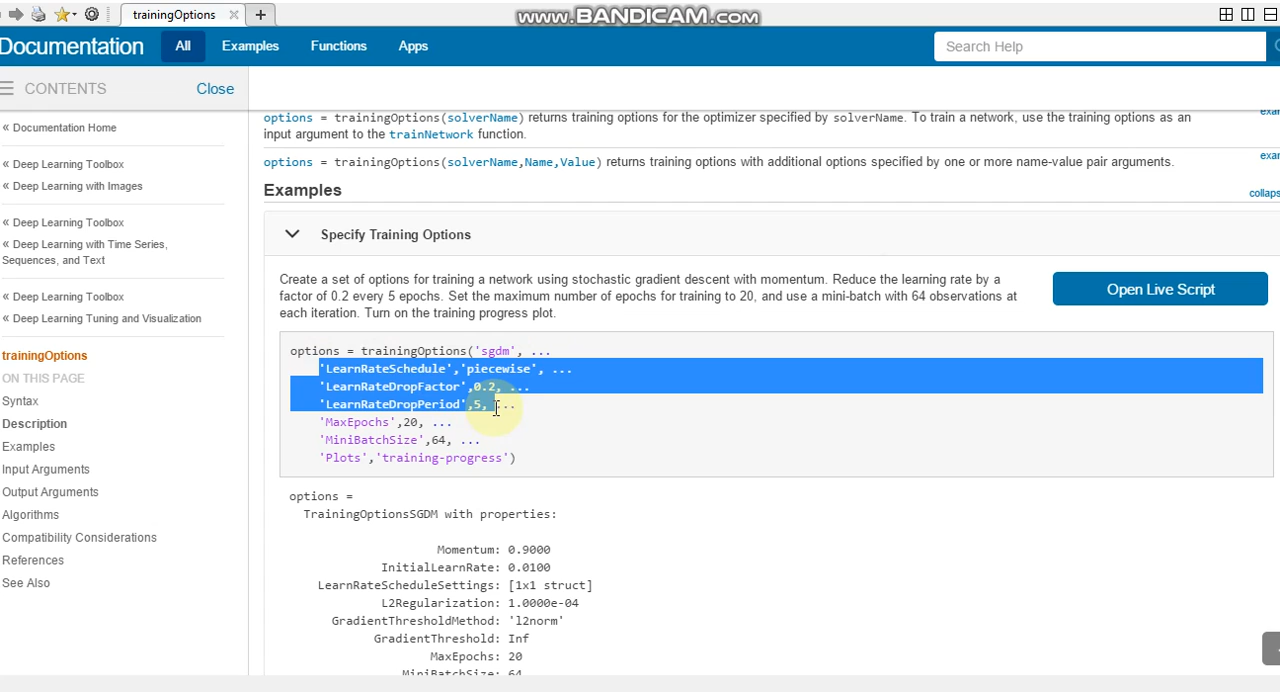 trainingOptions
www.BANDICAM.com
Documentation
All
Examples
Functions
Apps
Search Help
CONTENTS
Close
« Documentation Home
« Deep Learning Toolbox
« Deep Learning with Images
« Deep Learning Toolbox
« Deep Learning with Time Series,
Sequences, and Text
« Deep Learning Toolbox
« Deep Learning Tuning and Visualization
trainingOptions
ON THIS PAGE
Syntax
Description
Examples
Input Arguments
Output Arguments
Algorithms
Compatibility Considerations
References
See Also
options = trainingOptions(solverName) returns training options for the optimizer specified by solverName. To train a network, use the training options as an
input argument to the trainNetwork function.
exar
options = trainingOptions(solverName,Name,Value) returns training options with additional options specified by one or more name-value pair arguments.
exar
Examples
collaps
Specify Training Options
Create a set of options for training a network using stochastic gradient descent with momentum. Reduce the learning rate by a
factor of 0.2 every 5 epochs. Set the maximum number of epochs for training to 20, and use a mini-batch with 64 observations at
each iteration. Turn on the training progress plot.
Open Live Script
options = trainingOptions('sgdm', ...
'LearnRateSchedule','piecewise', ...
'LearnRateDropFactor',0.2, ...
'LearnRateDropPeriod',5, ...
'MaxEpochs',20, ...
'MiniBatchSize',64, ...
'Plots','training-progress')
options =
TrainingOptionsSGDM with properties:
Momentum: 0.9000
InitialLearnRate: 0.0100
LearnRateScheduleSettings: [1x1 struct]
L2Regularization: 1.0000e-04
GradientThresholdMethod: 'l2norm'
GradientThreshold: Inf
MaxEpochs: 20
MiniBatchSize: 64